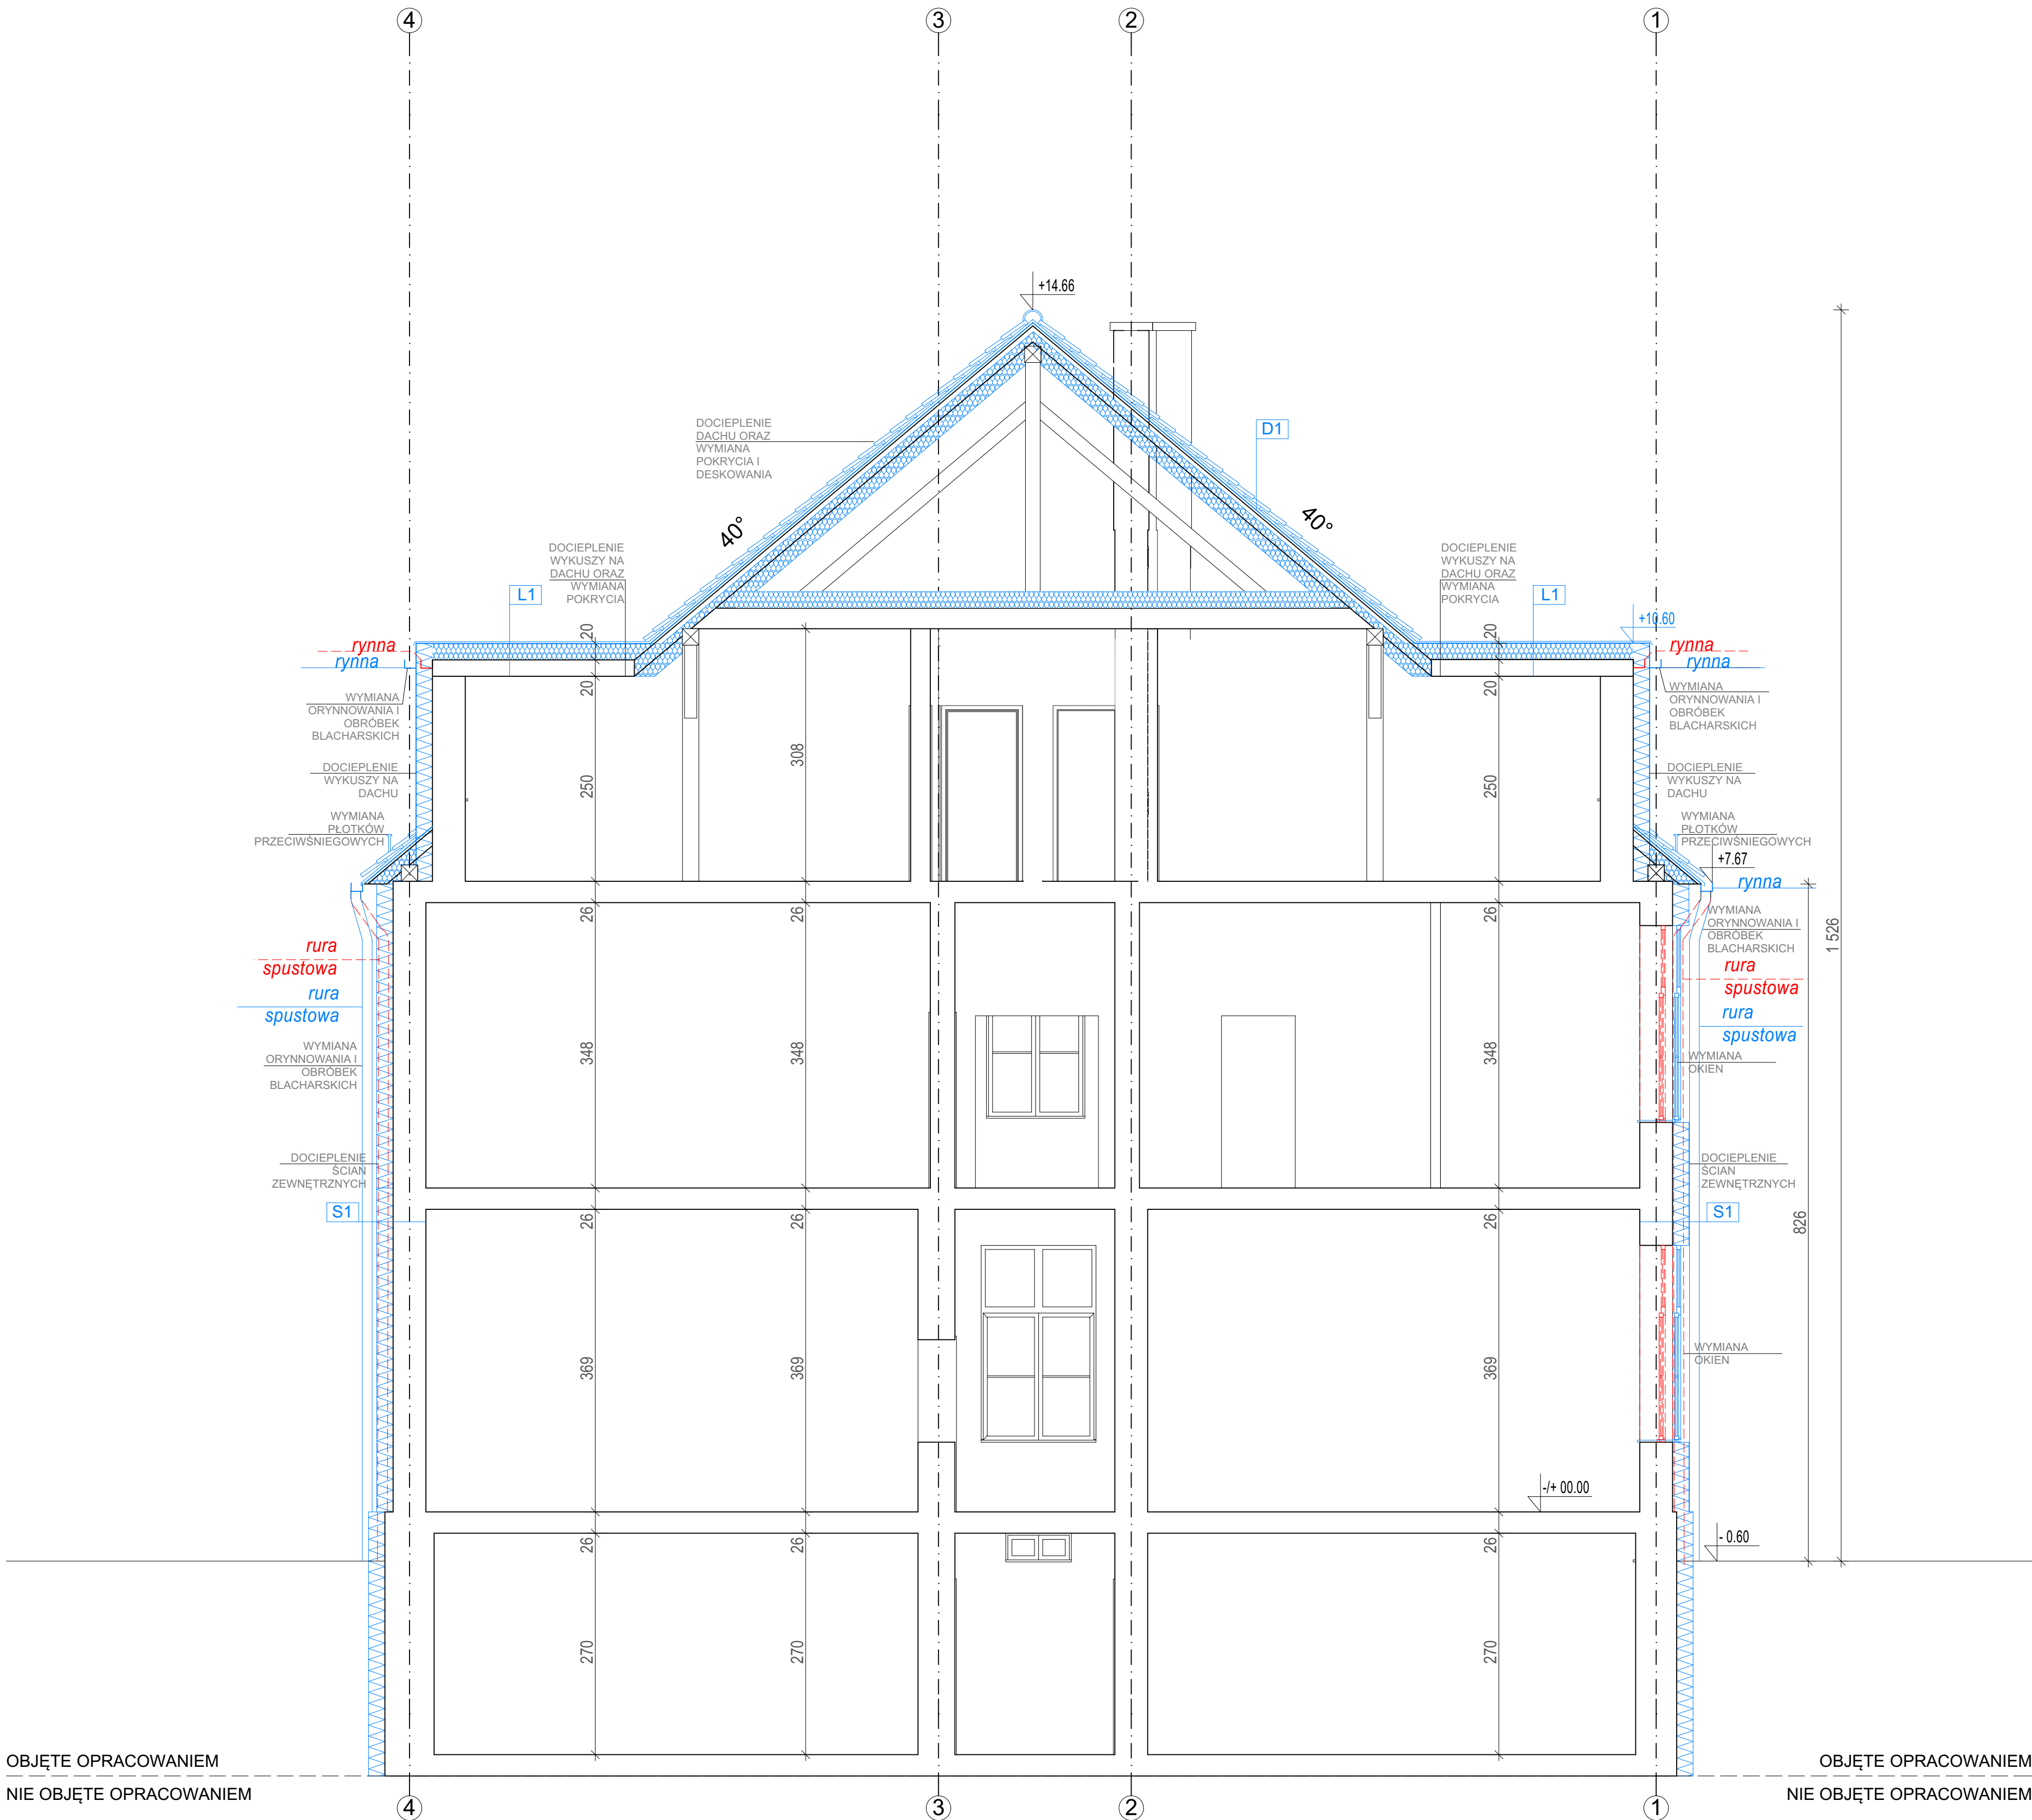 4
3
2
1
+14.66
DOCIEPLENIE
DACHU ORAZ
WYMIANA
POKRYCIA I
DESKOWANIA
D1
40°
40°
DOCIEPLENIE
WYKUSZY NA
DACHU ORAZ
WYMIANA
POKRYCIA
L1
DOCIEPLENIE
WYKUSZY NA
DACHU ORAZ
WYMIANA
POKRYCIA
L1
+10.60
20
20
rynna
rynna
rynna
rynna
WYMIANA
ORYNNOWANIA I
OBRÓBEK
BLACHARSKICH
WYMIANA
ORYNNOWANIA I
OBRÓBEK
BLACHARSKICH
20
20
308
250
250
DOCIEPLENIE
WYKUSZY NA
DACHU
DOCIEPLENIE
WYKUSZY NA
DACHU
WYMIANA
PŁOTKÓW
PRZECIWŚNIEGOWYCH
WYMIANA
PŁOTKÓW
PRZECIWŚNIEGOWYCH
+7.67
rynna
26
26
26
WYMIANA
ORYNNOWANIA I
OBRÓBEK
BLACHARSKICH
1 526
rura
spustowa
rura
spustowa
rura
spustowa
rura
spustowa
WYMIANA
ORYNNOWANIA I
OBRÓBEK
BLACHARSKICH
348
348
348
WYMIANA
OKIEN
DOCIEPLENIE
ŚCIAN
ZEWNĘTRZNYCH
DOCIEPLENIE
ŚCIAN
ZEWNĘTRZNYCH
S1
S1
26
26
26
826
369
369
369
WYMIANA
OKIEN
-/+ 00.00
- 0.60
26
26
26
270
270
270
OBJĘTE OPRACOWANIEM
OBJĘTE OPRACOWANIEM
NIE OBJĘTE OPRACOWANIEM
NIE OBJĘTE OPRACOWANIEM
4
3
2
1